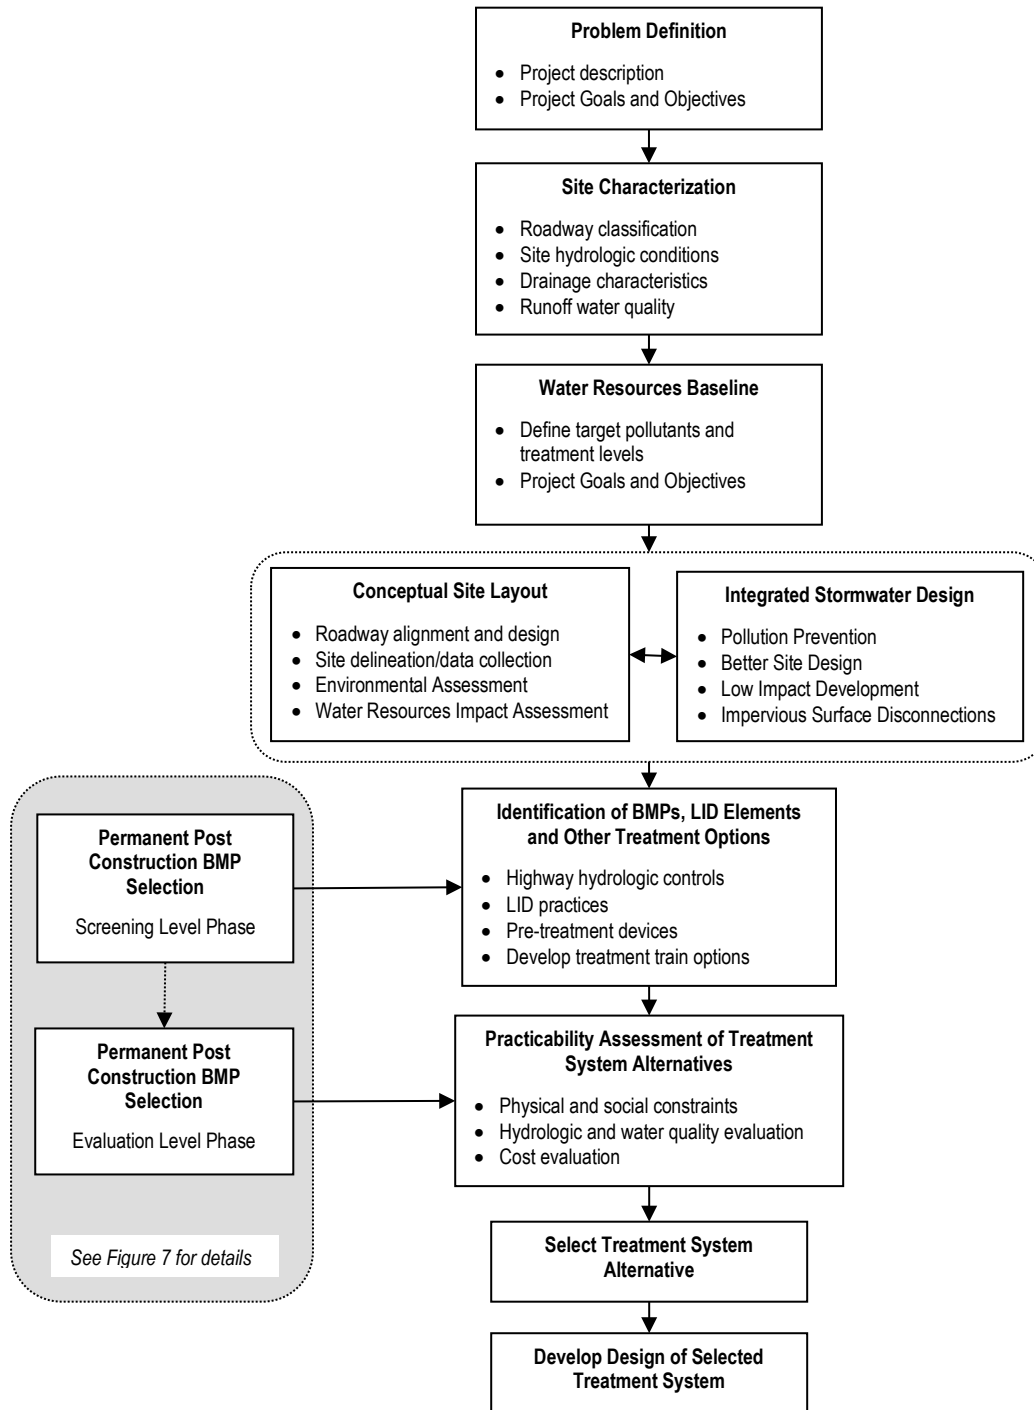 Problem Definition
• Project description
• Project Goals and Objectives
Site Characterization
• Roadway classification
• Site hydrologic conditions
• Drainage characteristics
• Runoff water quality
Water Resources Baseline
• Define target pollutants and
treatment levels
• Project Goals and Objectives
Conceptual Site Layout
• Roadway alignment and design
• Site delineation/data collection
• Environmental Assessment
• Water Resources Impact Assessment
Integrated Stormwater Design
• Pollution Prevention
• Better Site Design
• Low Impact Development
• Impervious Surface Disconnections
Permanent Post
Construction BMP
Selection
Screening Level Phase
Identification of BMPs, LID Elements
and Other Treatment Options
• Highway hydrologic controls
• LID practices
• Pre-treatment devices
• Develop treatment train options
Permanent Post
Construction BMP
Selection
Evaluation Level Phase
See Figure 7 for details
Practicability Assessment of Treatment
System Alternatives
• Physical and social constraints
• Hydrologic and water quality evaluation
• Cost evaluation
Select Treatment System
Alternative
Develop Design of Selected
Treatment System